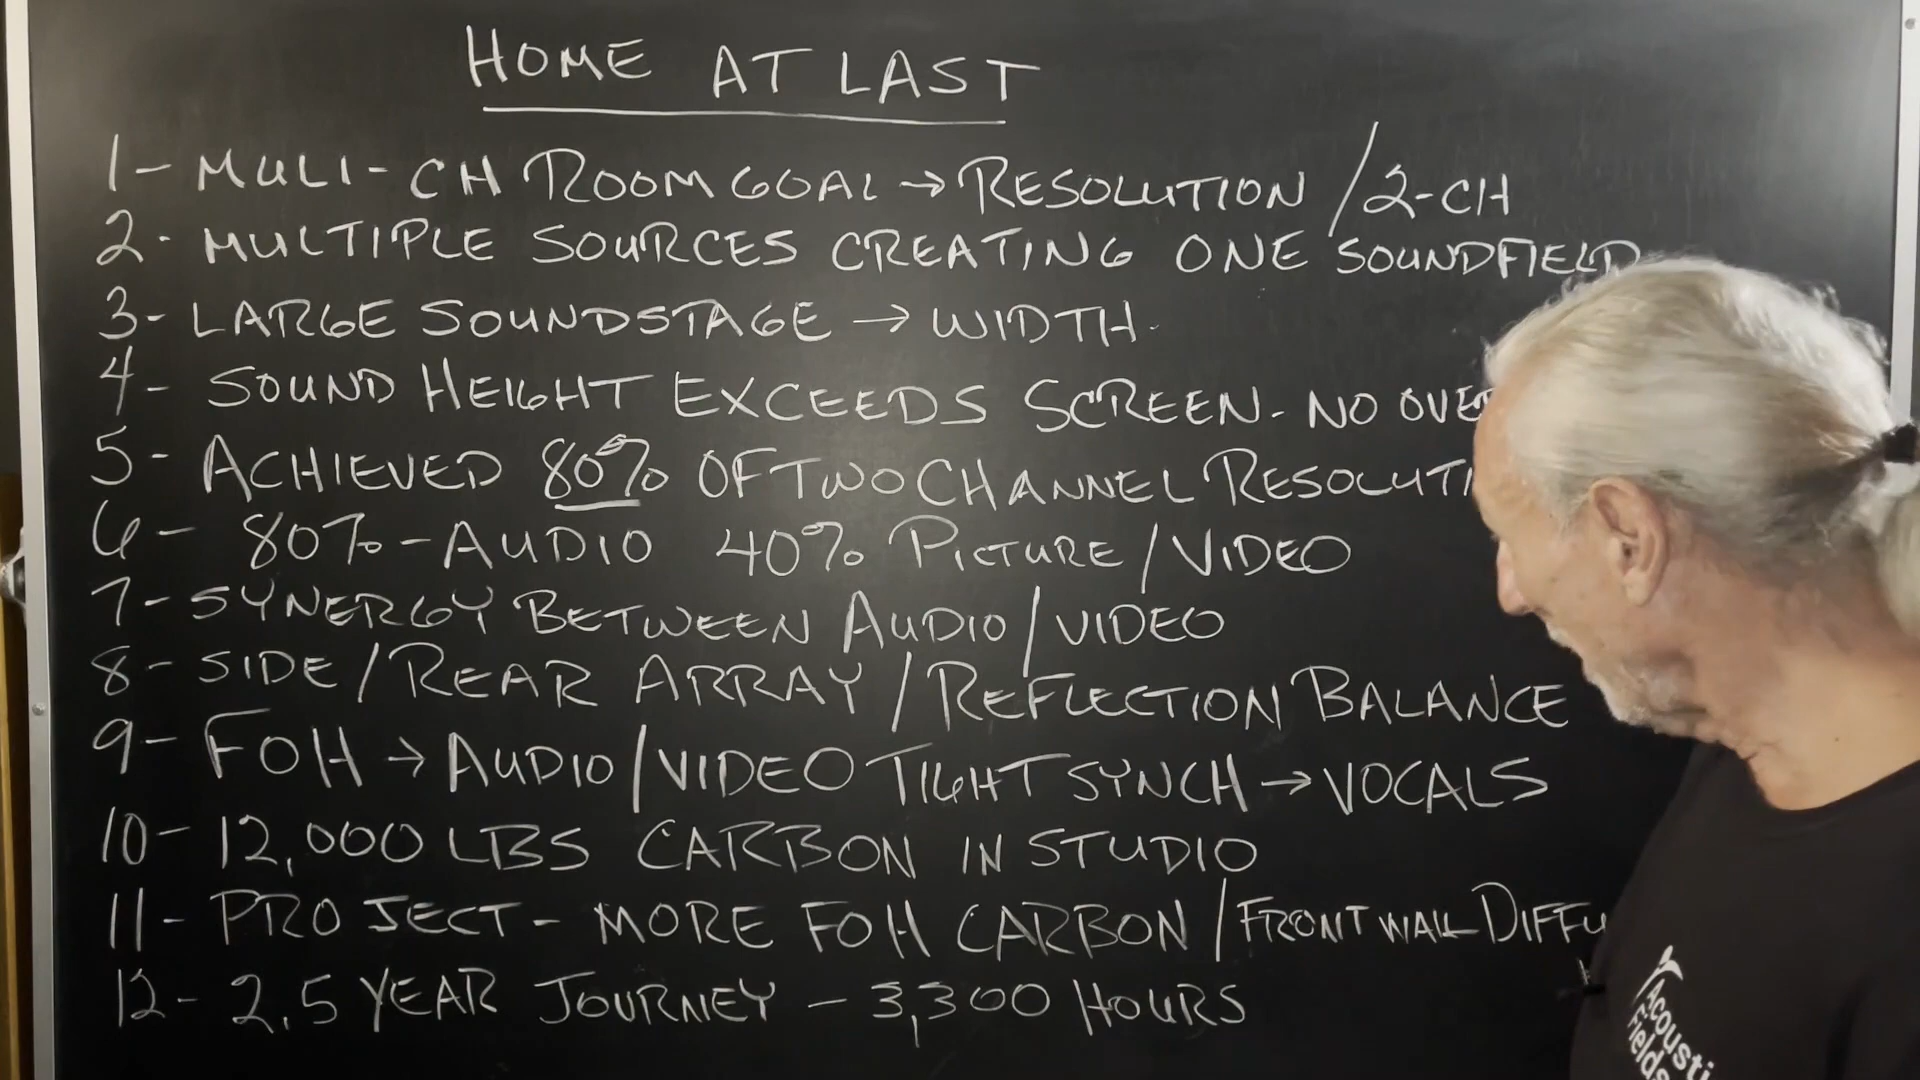 HOME AT LAST
1- MULI-CH ROOM GOAL → RESOLUTION / 2-CH
2- MULTIPLE SOURCES CREATING ONE SOUNDFIELD
3- LARGE SOUNDSTAGE → WIDTH.
4- SOUND HEIGHT EXCEEDS SCREEN - NO OVE
5- ACHIEVED 80% OF TWO CHANNEL RESOLUTI
6- 80% - AUDIO 40% PICTURE / VIDEO
7- SYNERGY BETWEEN AUDIO / VIDEO
8- SIDE / REAR ARRAY / REFLECTION BALANCE
9- FOH → AUDIO / VIDEO TIGHT SYNCH → VOCALS
10- 12,000 LBS CARBON IN STUDIO
11- PROJECT - MORE FOH CARBON / FRONT WALL DIFFU
12- 2.5 YEAR JOURNEY - 3,300 HOURS
Acousti
Fields